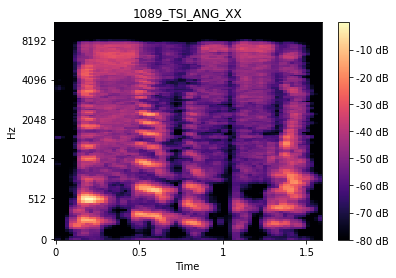 1089_TSI_ANG_XX
8192
4096
2048
1024
512
0
Hz
0
0.5
1
1.5
Time
-10 dB
-20 dB
-30 dB
-40 dB
-50 dB
-60 dB
-70 dB
-80 dB